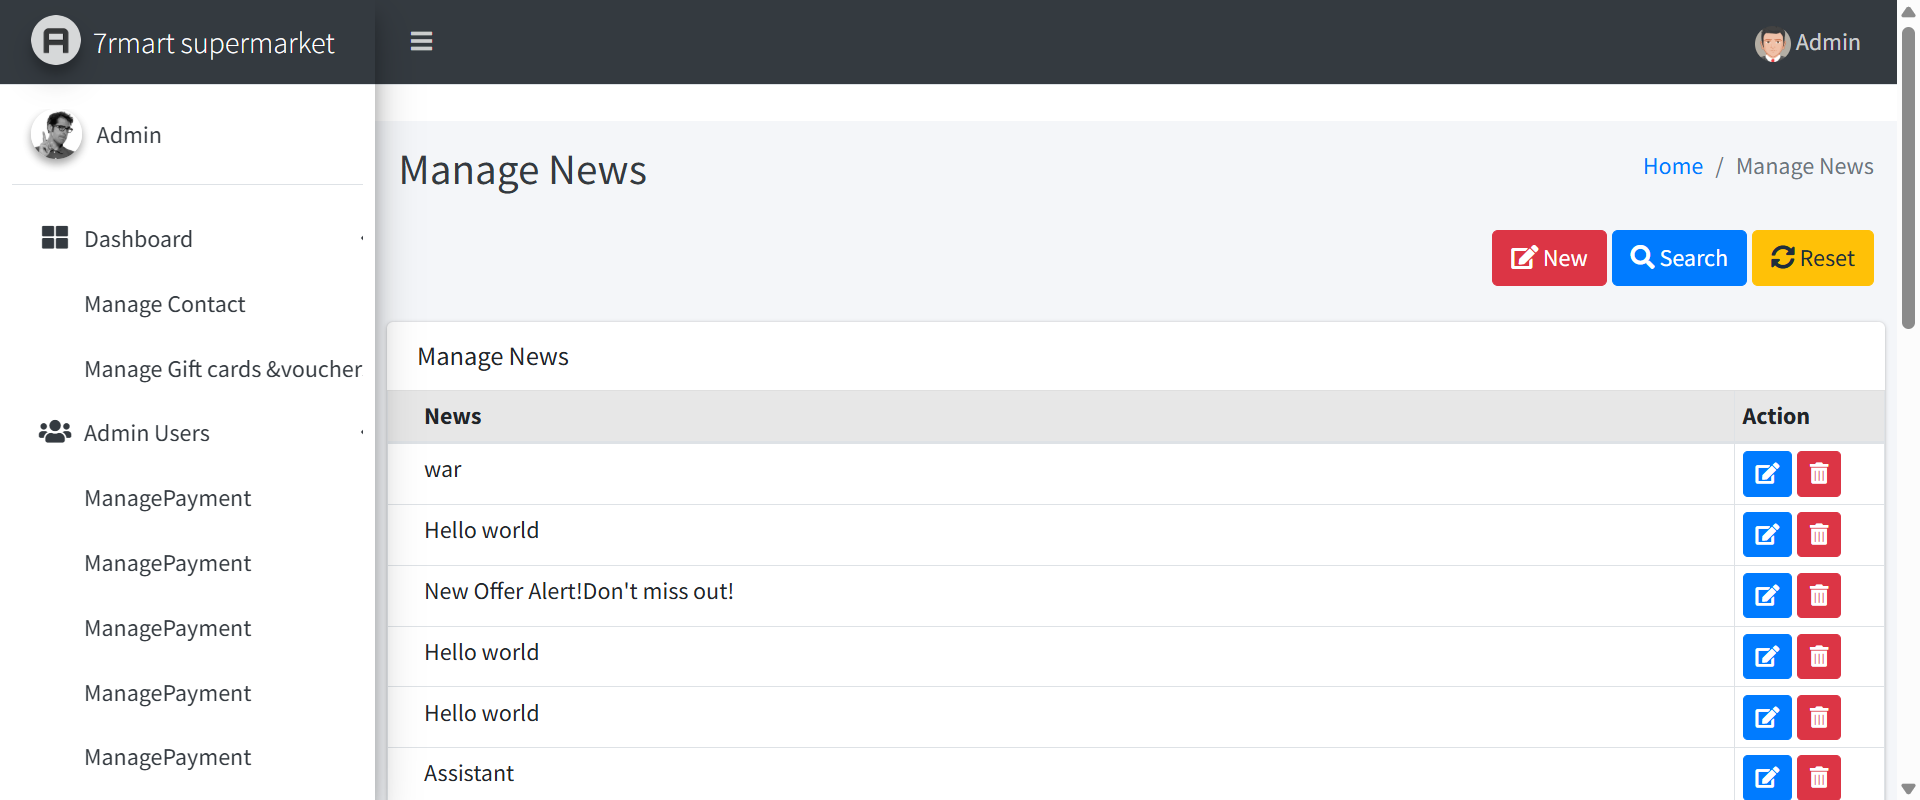 7rmart supermarket
Admin
Admin
Dashboard
Manage Contact
Manage Gift cards &voucher
Admin Users
ManagePayment
ManagePayment
ManagePayment
ManagePayment
ManagePayment
Manage News
Home / Manage News
New Search Reset
Manage News
News Action
war
Hello world
New Offer Alert!Don't miss out!
Hello world
Hello world
Assistant